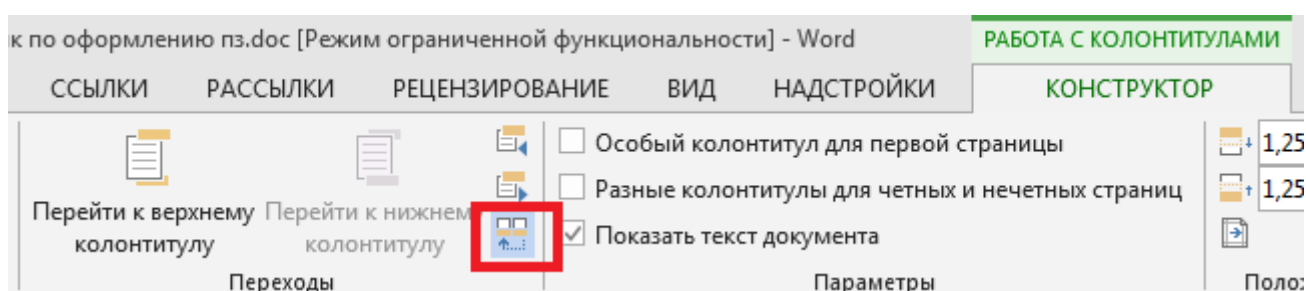 к по оформлению пз.doc [Режим ограниченной функциональности] - Word
РАБОТА С КОЛОНТИТУЛАМИ
ССЫЛКИ РАССЫЛКИ РЕЦЕНЗИРОВАНИЕ ВИД НАДСТРОЙКИ КОНСТРУКТОР
Перейти к верхнему
колонтитулу
Перейти к нижнем
колонтитулу
Переходы
Особый колонтитул для первой страницы
Разные колонтитулы для четных и нечетных страниц
Показать текст документа
Параметры
1,25
1,25
Полож